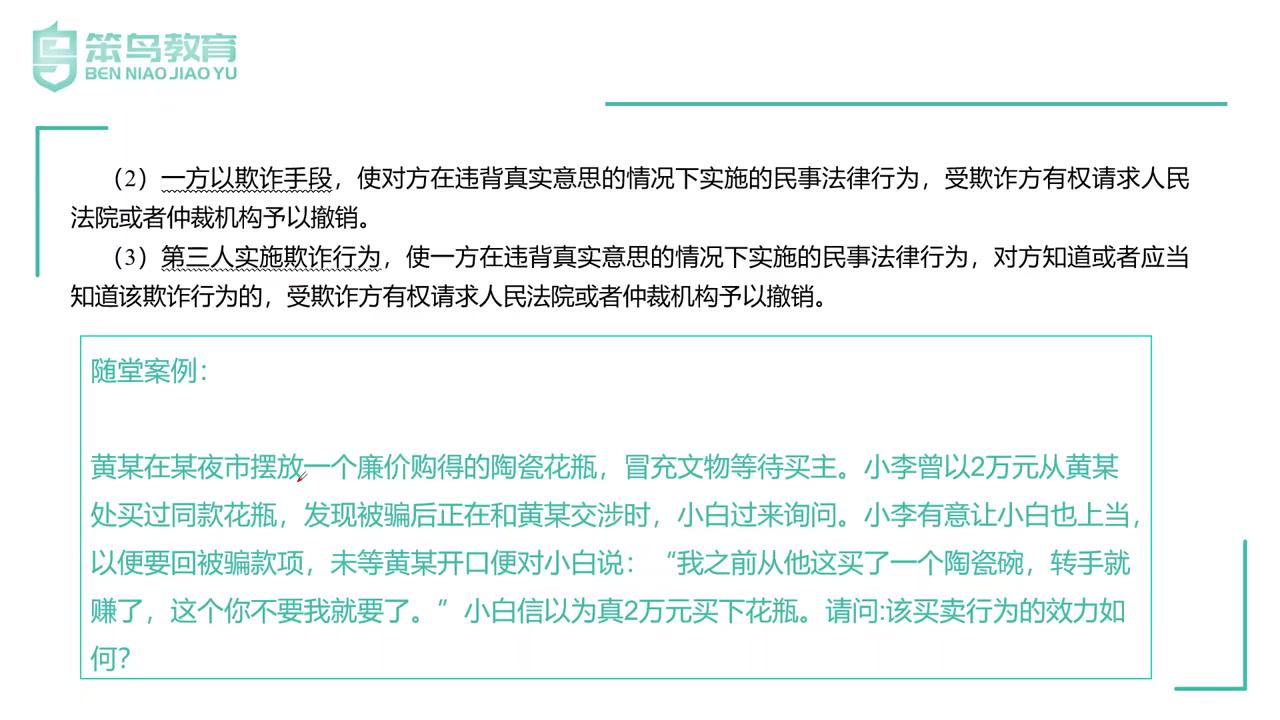 笨鸟教育
BEN NIAO JIAO YU
（2）一方以欺诈手段，使对方在违背真实意思的情况下实施的民事法律行为，受欺诈方有权请求人民
法院或者仲裁机构予以撤销。
（3）第三人实施欺诈行为，使一方在违背真实意思的情况下实施的民事法律行为，对方知道或者应当
知道该欺诈行为的，受欺诈方有权请求人民法院或者仲裁机构予以撤销。
随堂案例：
黄某在某夜市摆放一个廉价购得的陶瓷花瓶，冒充文物等待买主。小李曾以2万元从黄某
处买过同款花瓶，发现被骗后正在和黄某交涉时，小白过来询问。小李有意让小白也上当，
以便要回被骗款项，未等黄某开口便对小白说：“我之前从他这买了一个陶瓷碗，转手就
赚了，这个你不要我就要了。”小白信以为真2万元买下花瓶。请问:该买卖行为的效力如
何？